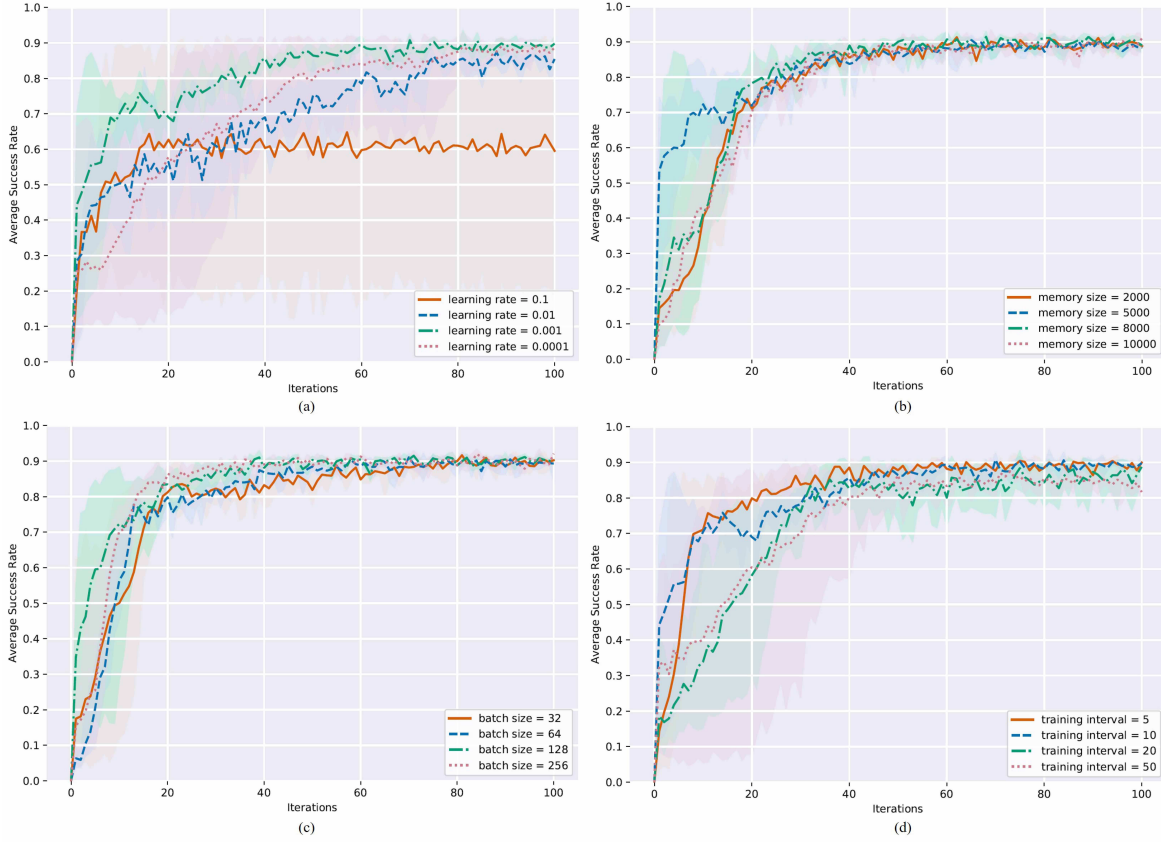 1.0
0.9
0.8
0.7
0.6
0.5
0.4
0.3
0.2
0.1
0.0
Average Success Rate
learning rate = 0.1
learning rate = 0.01
learning rate = 0.001
learning rate = 0.0001
0 20 40 60 80 100
Iterations
(a)
1.0
0.9
0.8
0.7
0.6
0.5
0.4
0.3
0.2
0.1
0.0
Average Success Rate
memory size = 2000
memory size = 5000
memory size = 8000
memory size = 10000
0 20 40 60 80 100
Iterations
(b)
1.0
0.9
0.8
0.7
0.6
0.5
0.4
0.3
0.2
0.1
0.0
Average Success Rate
batch size = 32
batch size = 64
batch size = 128
batch size = 256
0 20 40 60 80 100
Iterations
(c)
1.0
0.9
0.8
0.7
0.6
0.5
0.4
0.3
0.2
0.1
0.0
Average Success Rate
training interval = 5
training interval = 10
training interval = 20
training interval = 50
0 20 40 60 80 100
Iterations
(d)